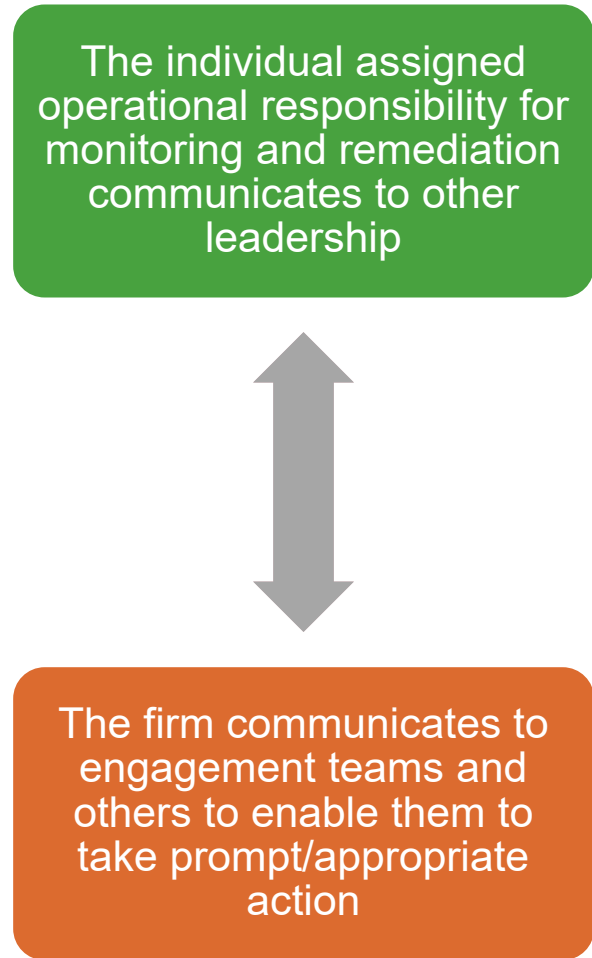 The individual assigned
operational responsibility for
monitoring and remediation
communicates to other
leadership
The firm communicates to
engagement teams and
others to enable them to
take prompt/appropriate
action